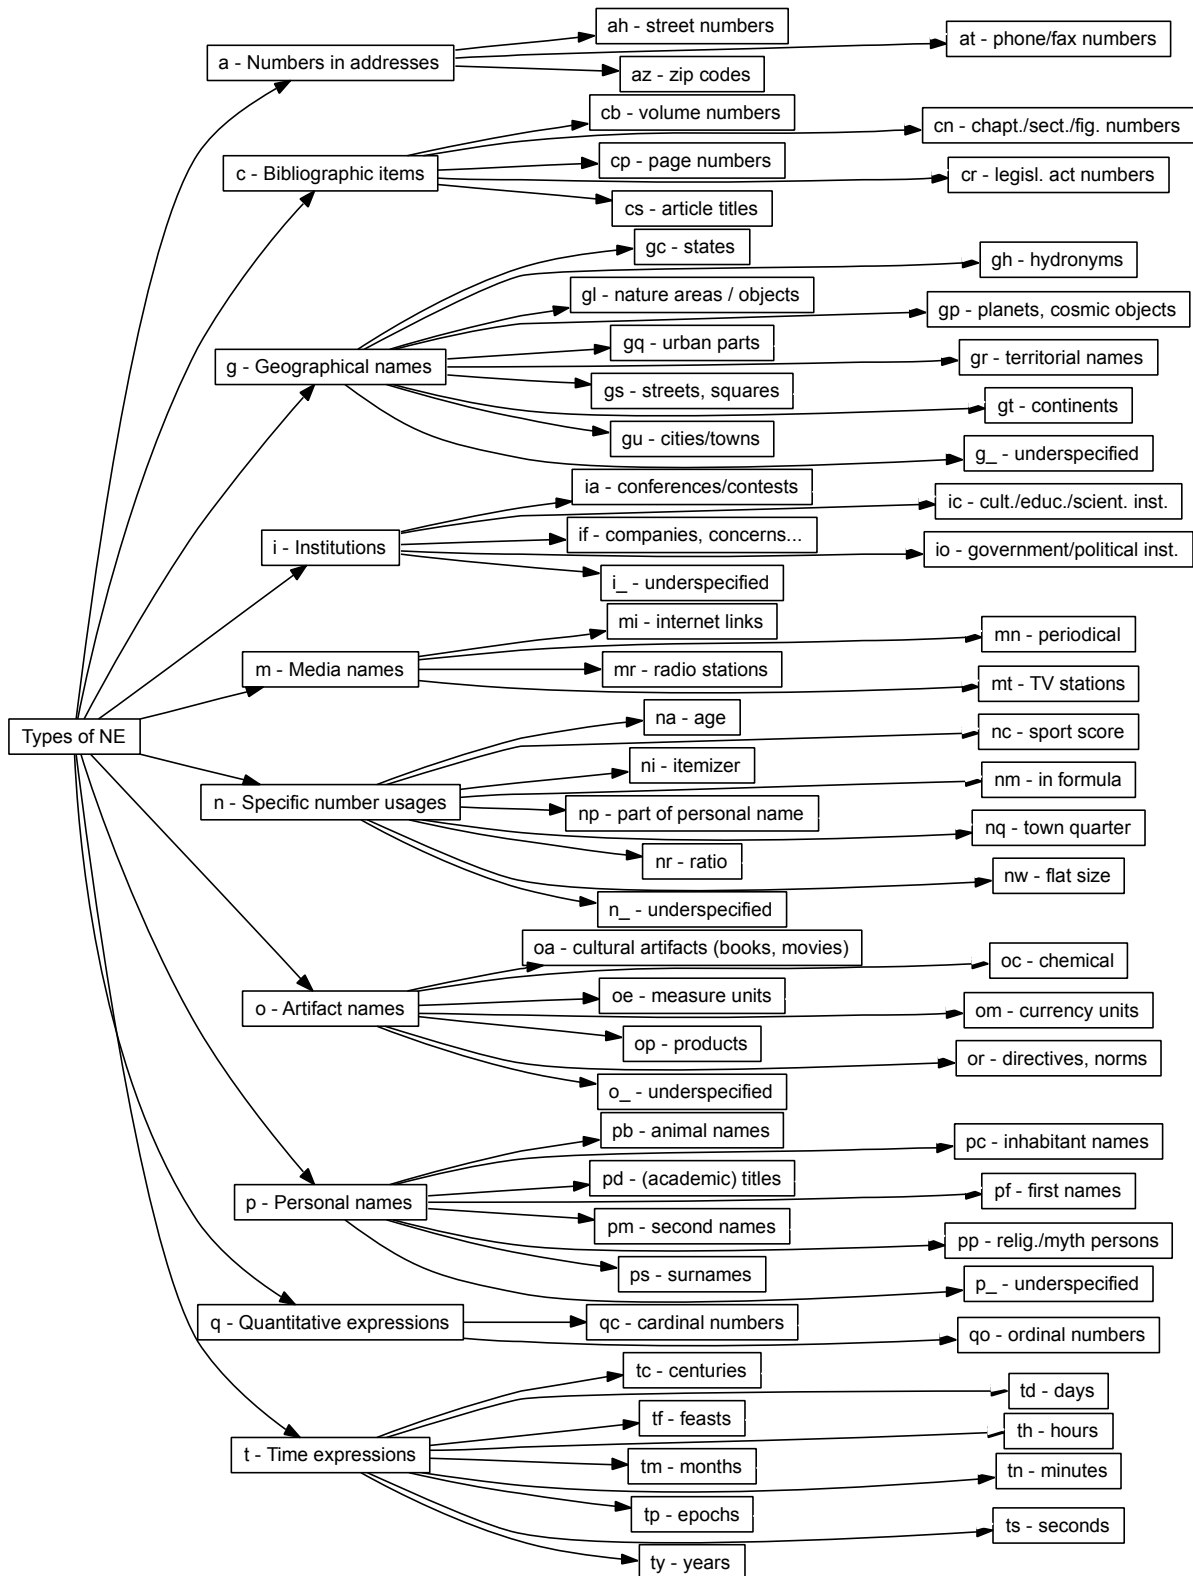 ah - street numbers
at - phone/fax numbers
a - Numbers in addresses
az - zip codes
cb - volume numbers
cn - chapt./sect./fig. numbers
cp - page numbers
c - Bibliographic items
cr - legisl. act numbers
cs - article titles
gc - states
gh - hydronyms
gl - nature areas / objects
gp - planets, cosmic objects
gq - urban parts
gr - territorial names
g - Geographical names
gs - streets, squares
gt - continents
gu - cities/towns
g_ - underspecified
ia - conferences/contests
ic - cult./educ./scient. inst.
if - companies, concerns...
i - Institutions
io - government/political inst.
i_ - underspecified
mi - internet links
mn - periodical
m - Media names
mr - radio stations
mt - TV stations
Types of NE
na - age
nc - sport score
ni - itemizer
nm - in formula
n - Specific number usages
np - part of personal name
nq - town quarter
nr - ratio
nw - flat size
n_ - underspecified
oa - cultural artifacts (books, movies)
oc - chemical
oe - measure units
o - Artifact names
om - currency units
op - products
or - directives, norms
o_ - underspecified
pb - animal names
pc - inhabitant names
pd - (academic) titles
pf - first names
p - Personal names
pm - second names
pp - relig./myth persons
ps - surnames
p_ - underspecified
q - Quantitative expressions
qc - cardinal numbers
qo - ordinal numbers
tc - centuries
td - days
tf - feasts
th - hours
t - Time expressions
tm - months
tn - minutes
tp - epochs
ts - seconds
ty - years